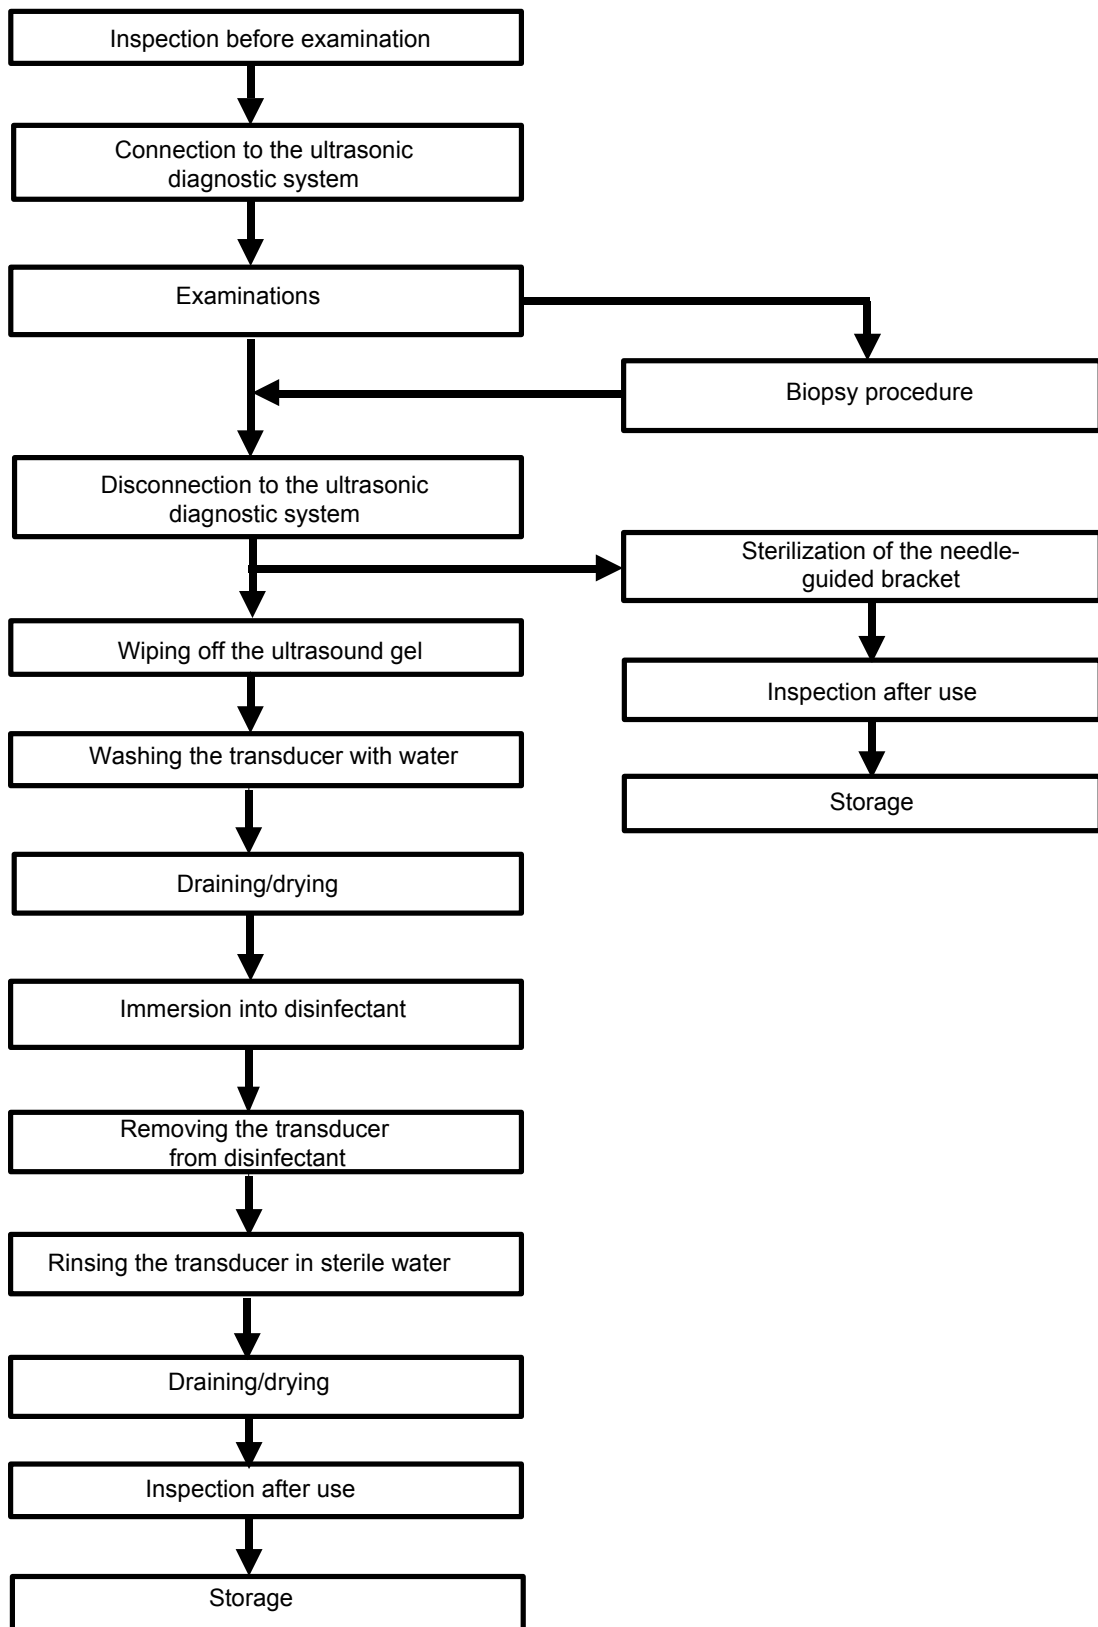 Inspection before examination
Connection to the ultrasonic
diagnostic system
Examinations
Biopsy procedure
Disconnection to the ultrasonic
diagnostic system
Sterilization of the needle-
guided bracket
Wiping off the ultrasound gel
Inspection after use
Washing the transducer with water
Storage
Draining/drying
Immersion into disinfectant
Removing the transducer
from disinfectant
Rinsing the transducer in sterile water
Draining/drying
Inspection after use
Storage